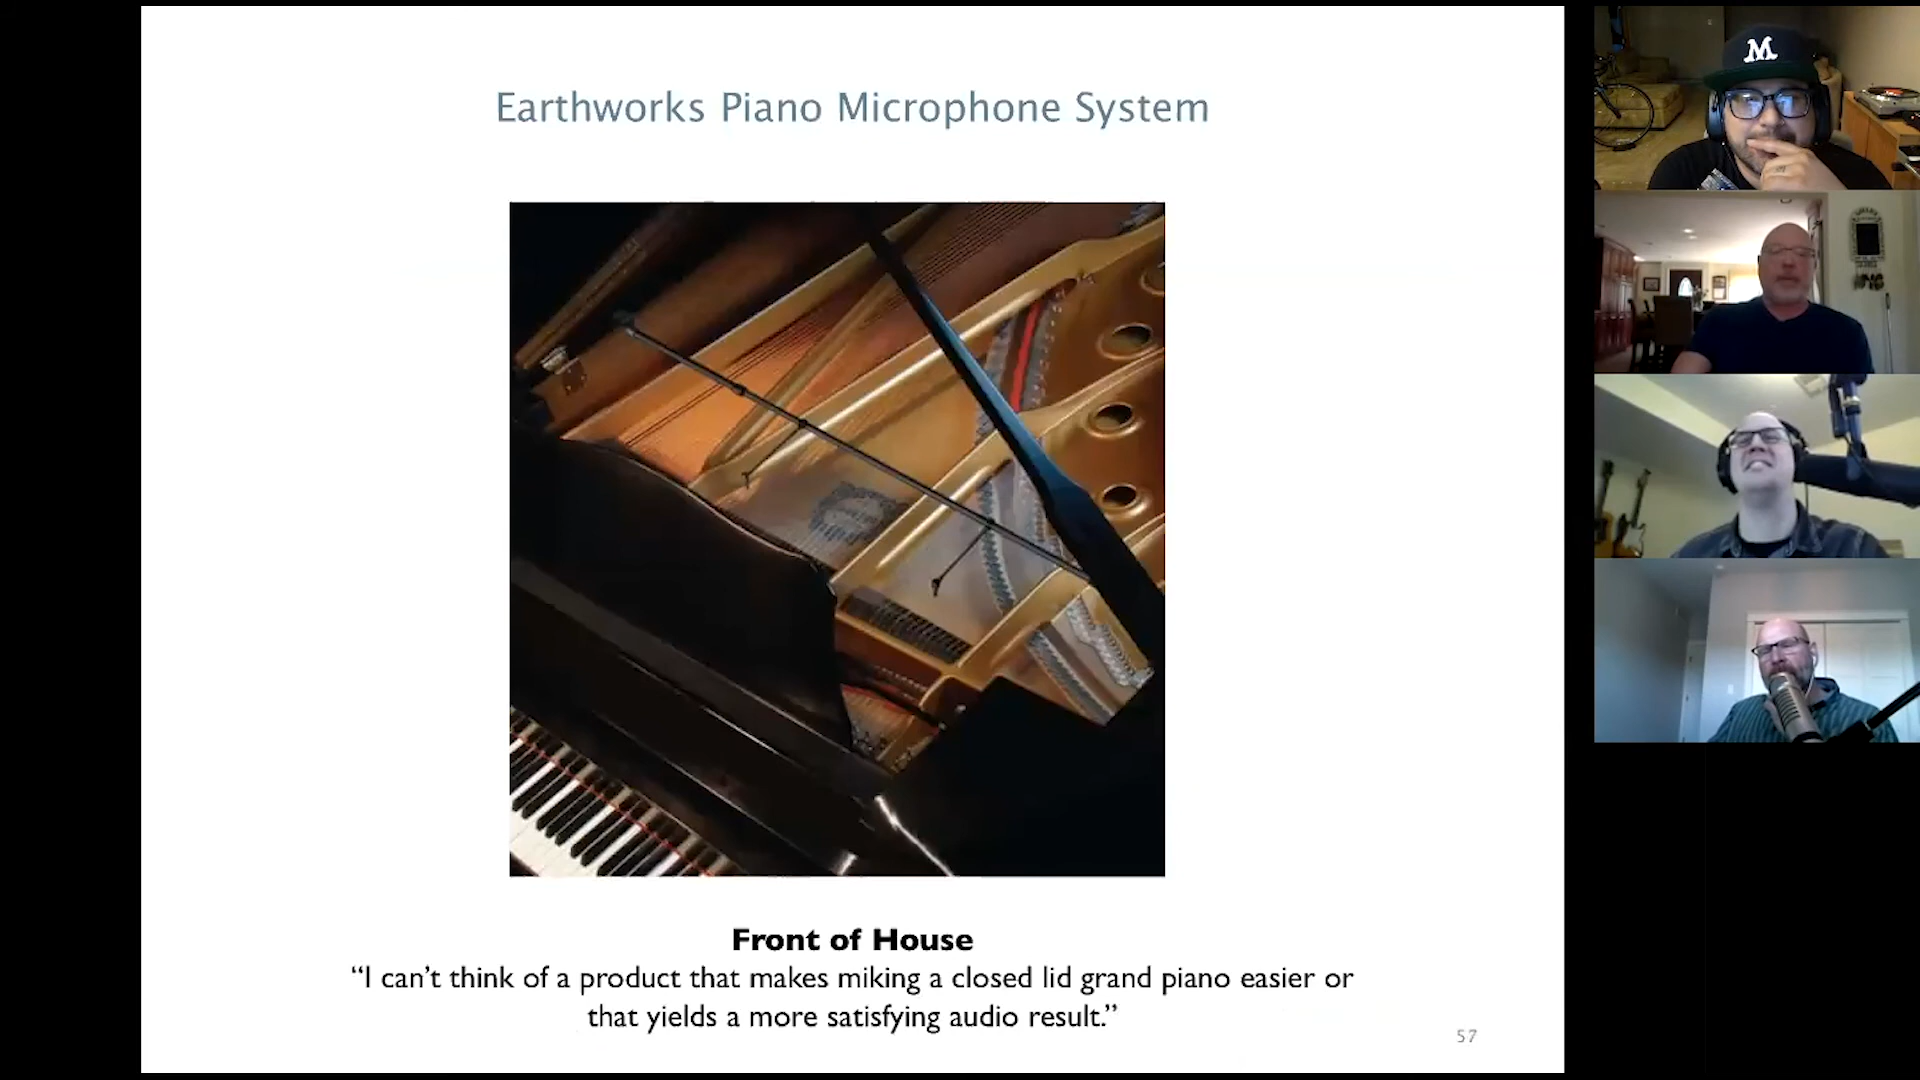 Earthworks Piano Microphone System
Front of House
“I can’t think of a product that makes miking a closed lid grand piano easier or
that yields a more satisfying audio result.”
57
M